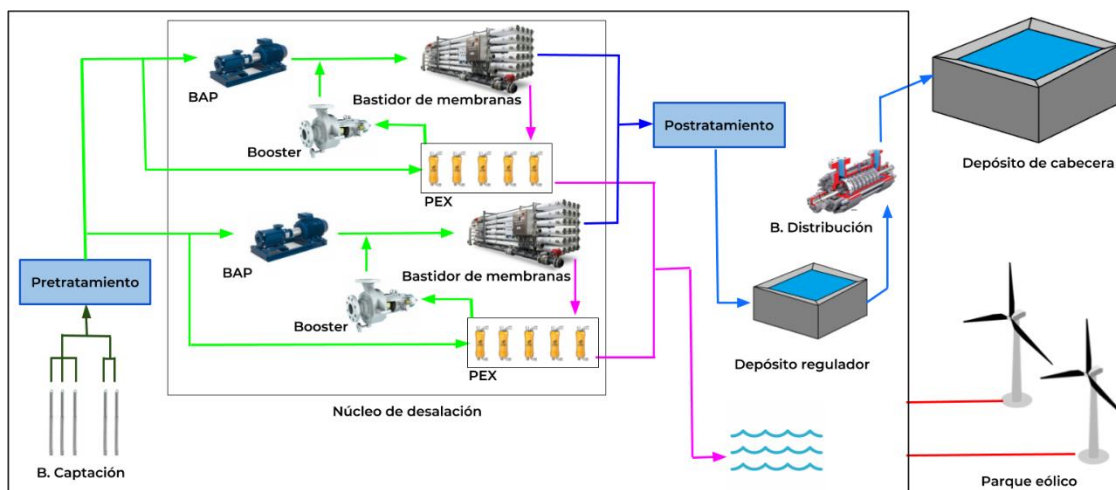 BAP
Bastidor de membranas
Booster
PEX
BAP
Bastidor de membranas
Booster
PEX
Pretratamiento
B. Captación
Núcleo de desalación
Postratamiento
B. Distribución
Depósito regulador
Depósito de cabecera
Parque eólico